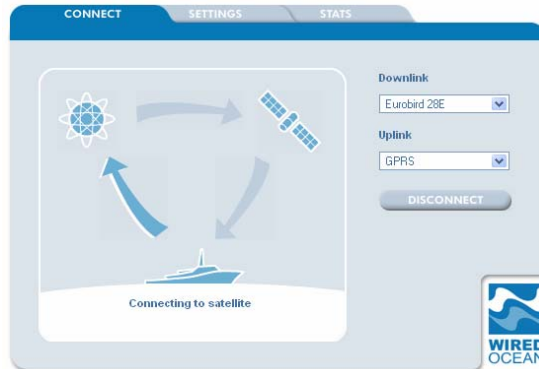 CONNECT
SETTINGS
STATS
Downlink
Eurobird 28E
Uplink
GPRS
DISCONNECT
Connecting to satellite
WIRED
OCEAN